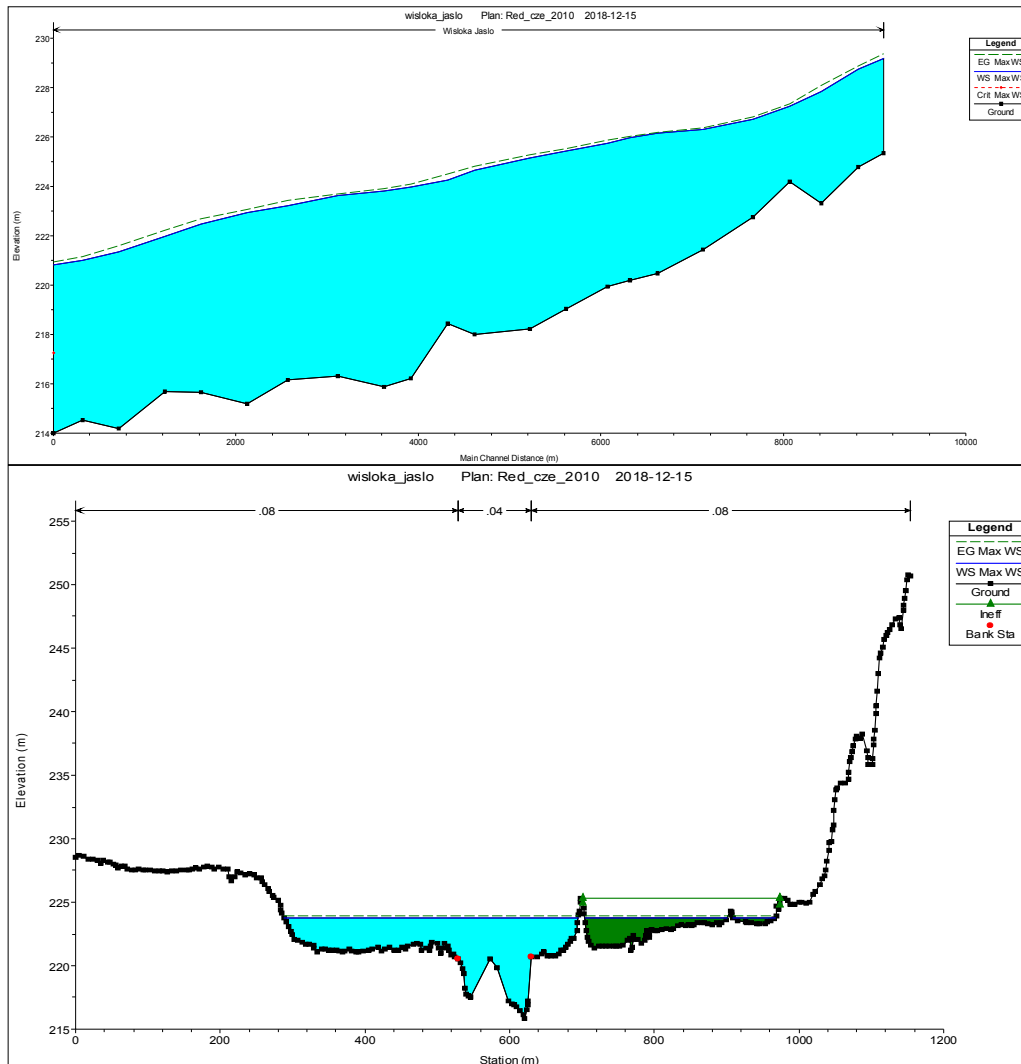 wisloka_jaslo Plan: Red_cze_2010 2018-12-15
Wisloka Jaslo
230
228
226
224
222
220
218
216
214
Elevation (m)
0
2000
4000
6000
8000
10000
Main Channel Distance (m)
Legend
EG Max WS
WS Max WS
Crit Max WS
Ground
wisloka_jaslo Plan: Red_cze_2010 2018-12-15
.08
.04
.08
255
250
245
240
235
230
225
220
215
Elevation (m)
0
200
400
600
800
1000
1200
Station (m)
Legend
EG Max WS
WS Max WS
Ground
Ineff
Bank Sta